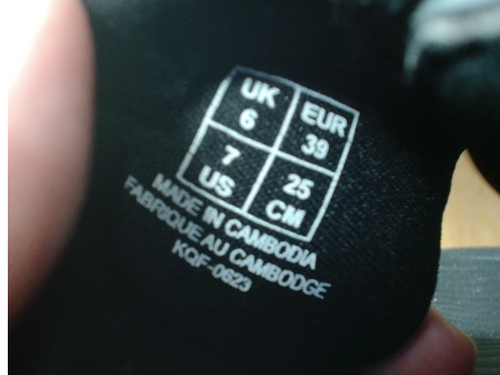 UK EUR
6 39
7 25
US CM
MADE IN CAMBODIA
FABRIQUE AU CAMBODGE
KQF-0623